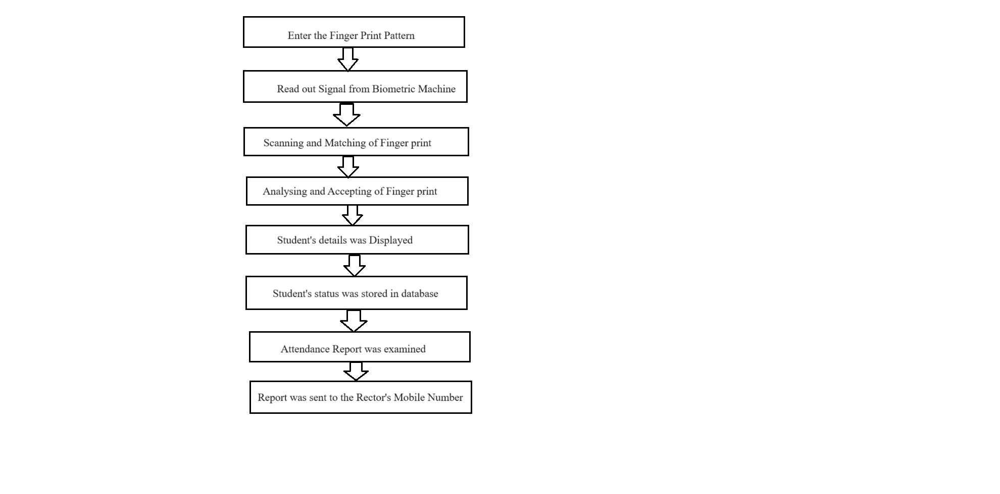 Enter the Finger Print Pattern
Read out Signal from Biometric Machine
Scanning and Matching of Finger print
Analysing and Accepting of Finger print
Student's details was Displayed
Student's status was stored in database
Attendance Report was examined
Report was sent to the Rector's Mobile Number